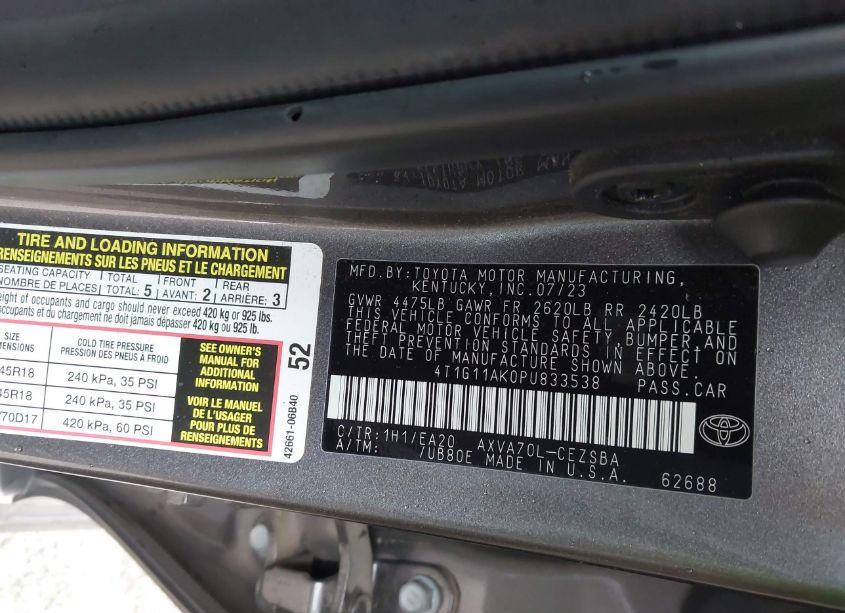 TIRE AND LOADING INFORMATION
RENSEIGNEMENTS SUR LES PNEUS ET LE CHARGEMENT
SEATING CAPACITY TOTAL FRONT REAR
NOMBRE DE PLACES TOTAL 5 AVANT: 2 ARRIÈRE: 3
eight of occupants and cargo should never exceed 420 kg or 925 lbs.
occupants et du chargement ne doit jamais dépasser 420 kg ou 925 lb.
SIZE COLD TIRE PRESSURE
MENSIONS PRESSION DES PNEUS À FROID
45R18 240 kPa, 35 PSI
45R18 240 kPa, 35 PSI
70D17 420 kPa, 60 PSI
SEE OWNER'S
MANUAL FOR
ADDITIONAL
INFORMATION
VOIR LE MANUEL
DE L'USAGER
POUR PLUS DE
RENSEIGNEMENTS
42661-06B40
52
MFD.BY:TOYOTA MOTOR MANUFACTURING,
KENTUCKY, INC.07/23
GVWR 4475LB GAWR FR 2620LB RR 2420LB
THIS VEHICLE CONFORMS TO ALL APPLICABLE
FEDERAL MOTOR VEHICLE SAFETY,BUMPER,AND
THEFT PREVENTION STANDARDS IN EFFECT ON
THE DATE OF MANUFACTURE SHOWN ABOVE.
4T1G11AK0PU833538 PASS.CAR
C/TR:1H1/EA20 AXVA70L-CEZSBA
A/TM: /UB80E MADE IN U.S.A.
62688